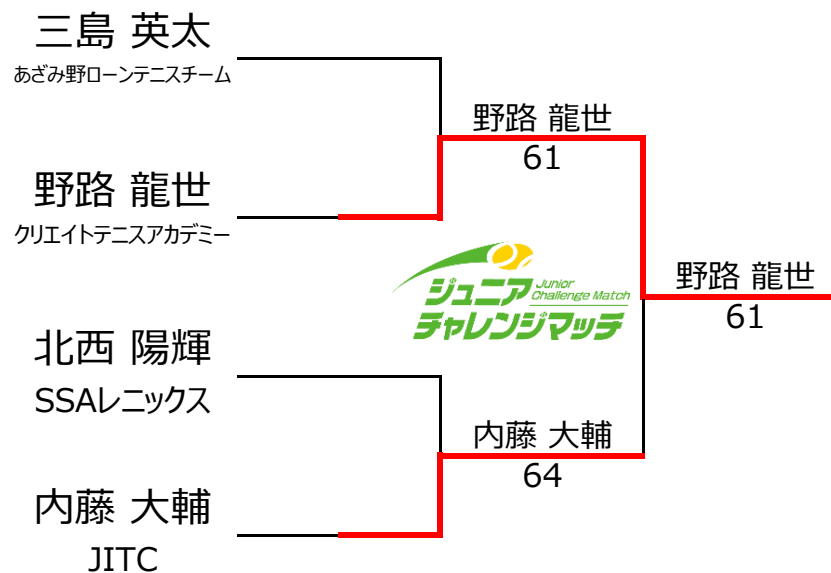 三島 英太
あざみ野ローンテニスチーム
野路 龍世
61
野路 龍世
クリエイトテニスアカデミー
ジュニア Junior Challenge Match
チャレンジマッチ
野路 龍世
61
北西 陽輝
SSAレニックス
内藤 大輔
64
内藤 大輔
JITC